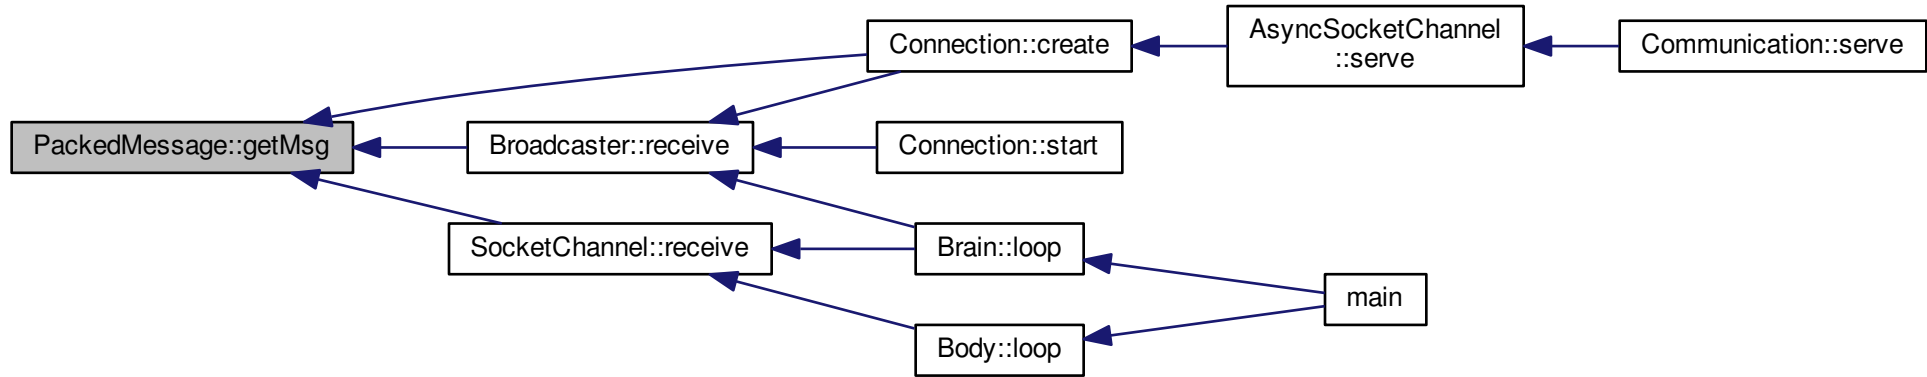 AsyncSocketChannel
::serve
Connection::create
Communication::serve
PackedMessage::getMsg
Broadcaster::receive
Connection::start
SocketChannel::receive
Brain::loop
main
Body::loop